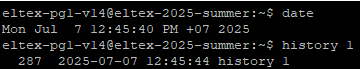 eltex-pg1-v14@eltex-2025-summer:~$ date
Mon Jul  7 12:45:40 PM +07 2025
eltex-pg1-v14@eltex-2025-summer:~$ history 1
  287  2025-07-07 12:45:44 history 1